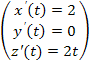 x′(t) = 2
y′(t) = 0
z′(t) = 2t